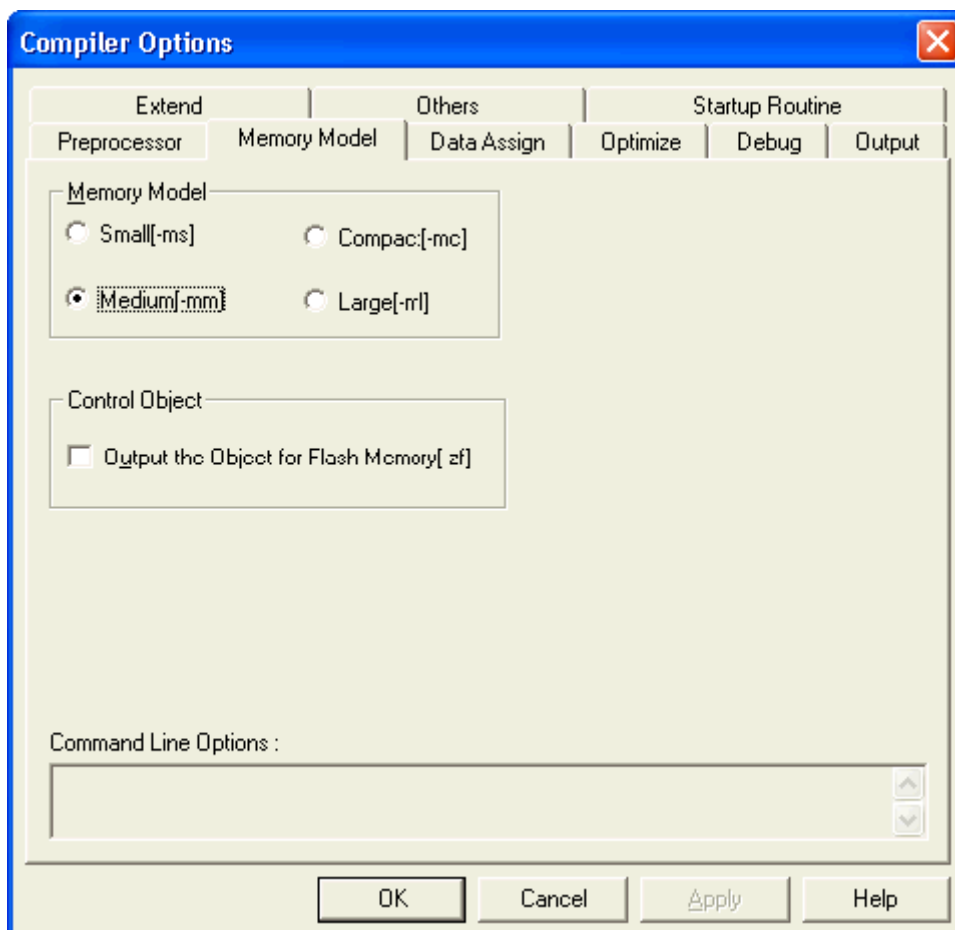 Compiler Options
Extend Others Startup Routine
Preprocessor Memory Model Data Assign Optimize Debug Output
Memory Model
Small[-ms] Compac:[-mc]
Medium[-mm] Large[-ml]
Control Object
Output the Object for Flash Memory[ zf]
Command Line Options :
OK Cancel Apply Help